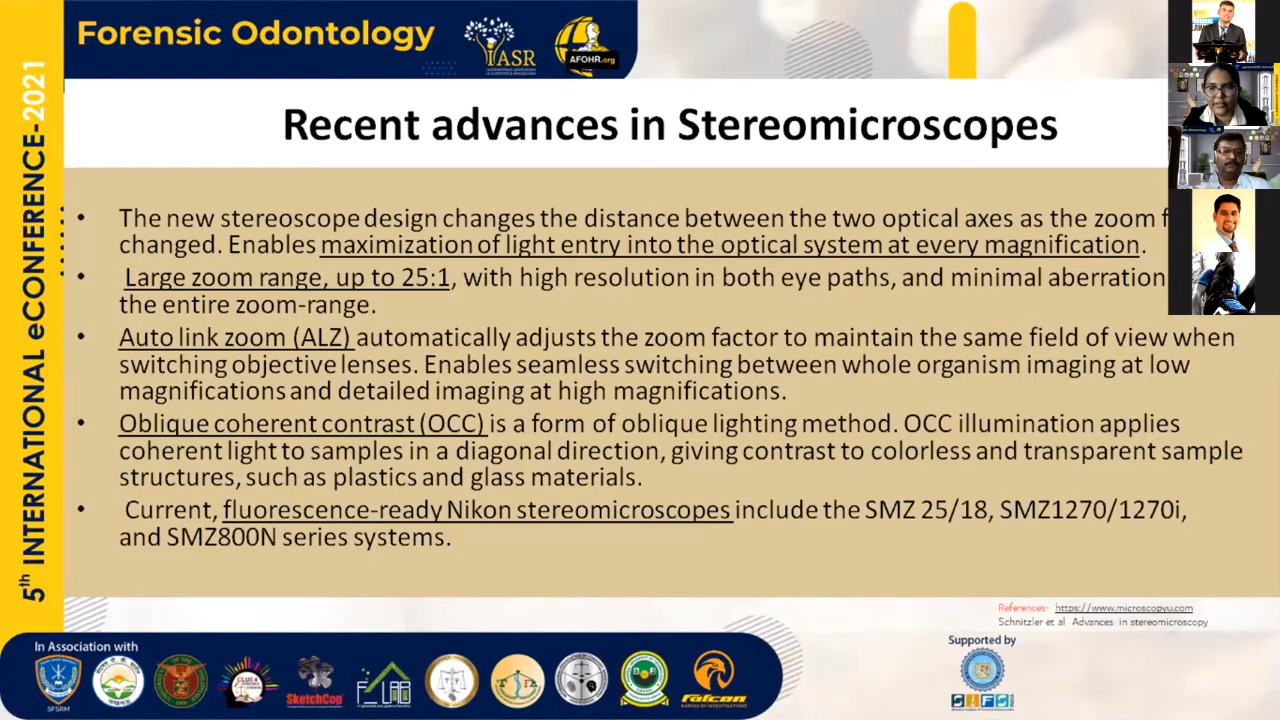 Forensic Odontology
IASR
AFOHR.org
5th INTERNATIONAL eCONFERENCE-2021
Recent advances in Stereomicroscopes
• The new stereoscope design changes the distance between the two optical axes as the zoom
changed. Enables maximization of light entry into the optical system at every magnification.
• Large zoom range, up to 25:1, with high resolution in both eye paths, and minimal aberration
the entire zoom-range.
• Auto link zoom (ALZ) automatically adjusts the zoom factor to maintain the same field of view when
switching objective lenses. Enables seamless switching between whole organism imaging at low
magnifications and detailed imaging at high magnifications.
• Oblique coherent contrast (OCC) is a form of oblique lighting method. OCC illumination applies
coherent light to samples in a diagonal direction, giving contrast to colorless and transparent sample
structures, such as plastics and glass materials.
• Current, fluorescence-ready Nikon stereomicroscopes include the SMZ 25/18, SMZ1270/1270i,
and SMZ800N series systems.
References- https://www.microscopyu.com
Schnitzler et al Advances in stereomicroscopy
In Association with
SFSRM
SketchCop
F-LAB
Falcon
BUREAU OF INVESTIGATIONS
Supported by
SIFS